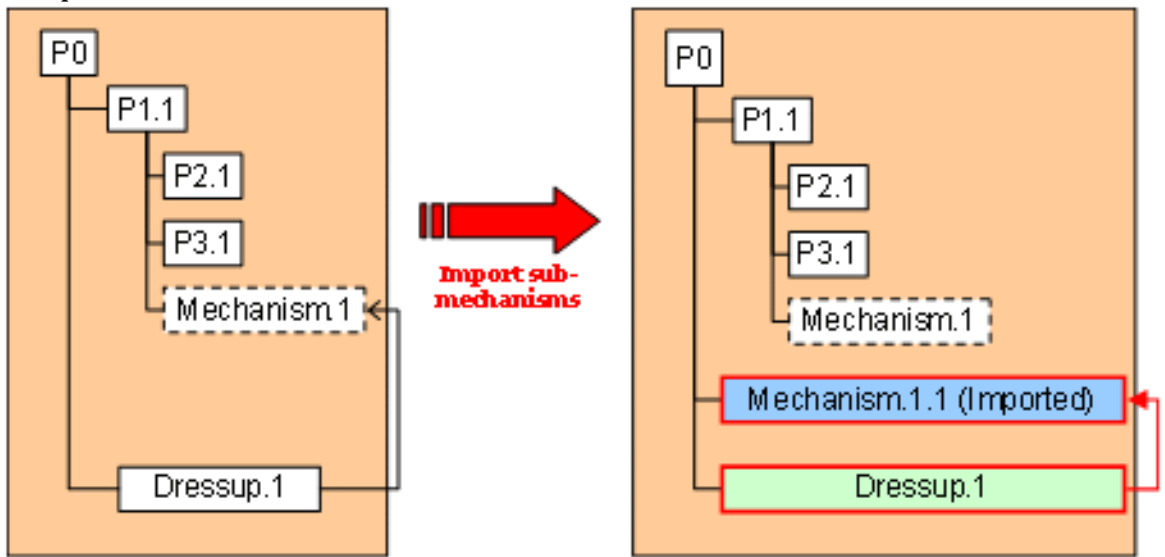 P0
P1.1
P2.1
P3.1
Mechanism.1
Dressup.1
Import sub-
mechanisms
P0
P1.1
P2.1
P3.1
Mechanism.1
Mechanism.1.1 (Imported)
Dressup.1